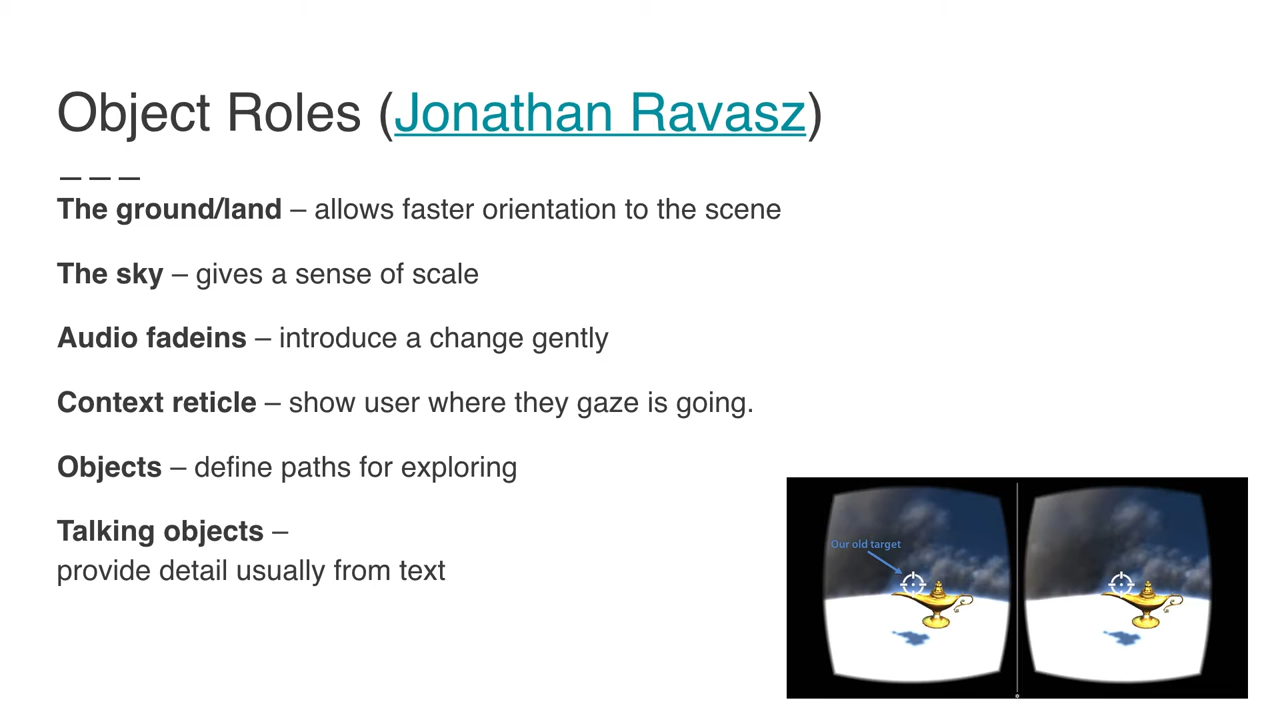 Object Roles (Jonathan Ravasz)
The ground/land – allows faster orientation to the scene
The sky – gives a sense of scale
Audio fadeins – introduce a change gently
Context reticle – show user where they gaze is going.
Objects – define paths for exploring
Talking objects –
provide detail usually from text
Our old target